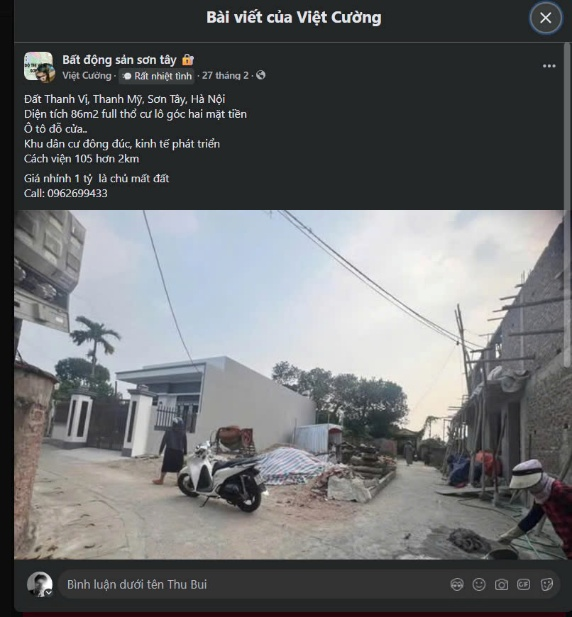 Bài viết của Việt Cường
Bất động sản sơn tây
Việt Cường · Rất nhiệt tình · 27 tháng 2 ·
Đất Thanh Vị, Thanh Mỹ, Sơn Tây, Hà Nội
Diện tích 86m2 full thổ cư lô góc hai mặt tiền
Ô tô đỗ cửa..
Khu dân cư đông đúc, kinh tế phát triển
Cách viện 105 hơn 2km
Giá nhỉnh 1 tỷ là chủ mất đất
Call: 0962699433
Bình luận dưới tên Thu Bui
GIF